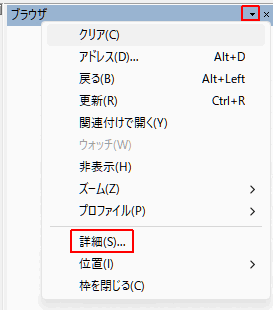 ブラウザ
クリア(C)
アドレス(D)... Alt+D
戻る(B) Alt+Left
更新(R) Ctrl+R
関連付けで開く(Y)
ウォッチ(W)
非表示(H)
ズーム(Z)
プロファイル(P)
詳細(S)...
位置(I)
枠を閉じる(C)